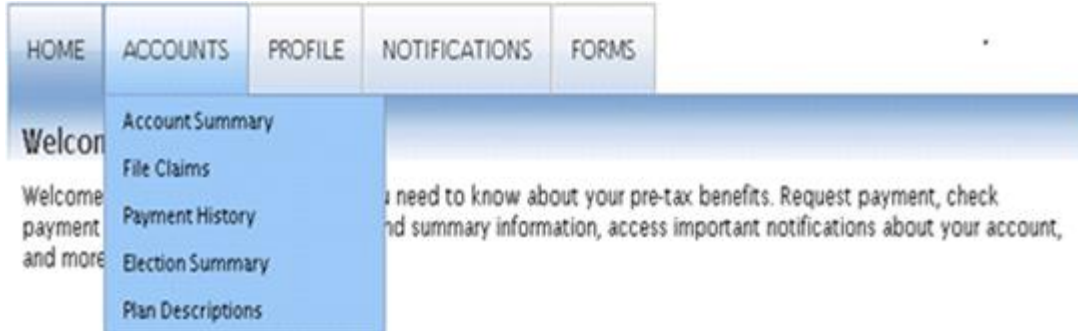 HOME ACCOUNTS PROFILE NOTIFICATIONS FORMS
Account Summary
File Claims
Payment History
Election Summary
Plan Descriptions
Welcom
Welcome need to know about your pre-tax benefits. Request payment, check
payment nd summary information, access important notifications about your account,
and more